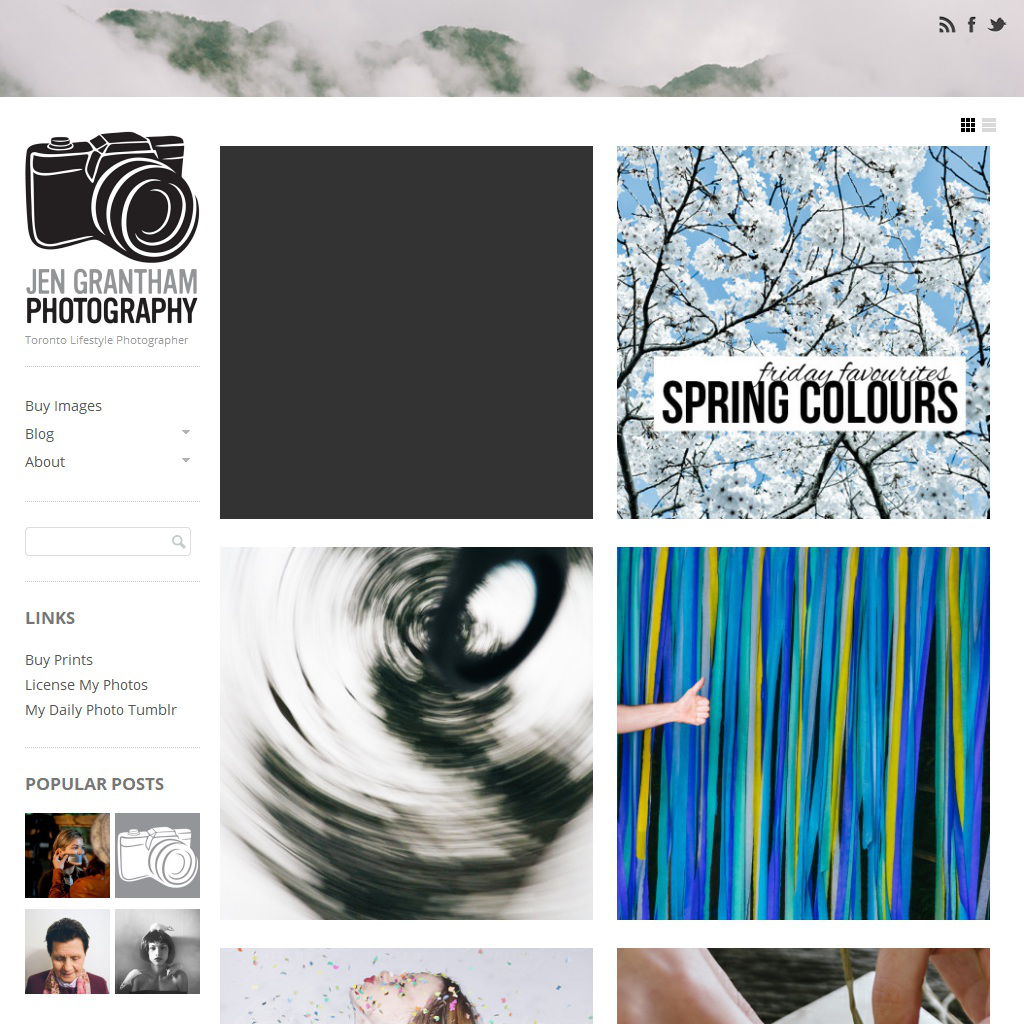 JEN GRANTHAM
PHOTOGRAPHY
Toronto Lifestyle Photographer
Buy Images
Blog
About
LINKS
Buy Prints
License My Photos
My Daily Photo Tumblr
POPULAR POSTS
friday favourites
SPRING COLOURS